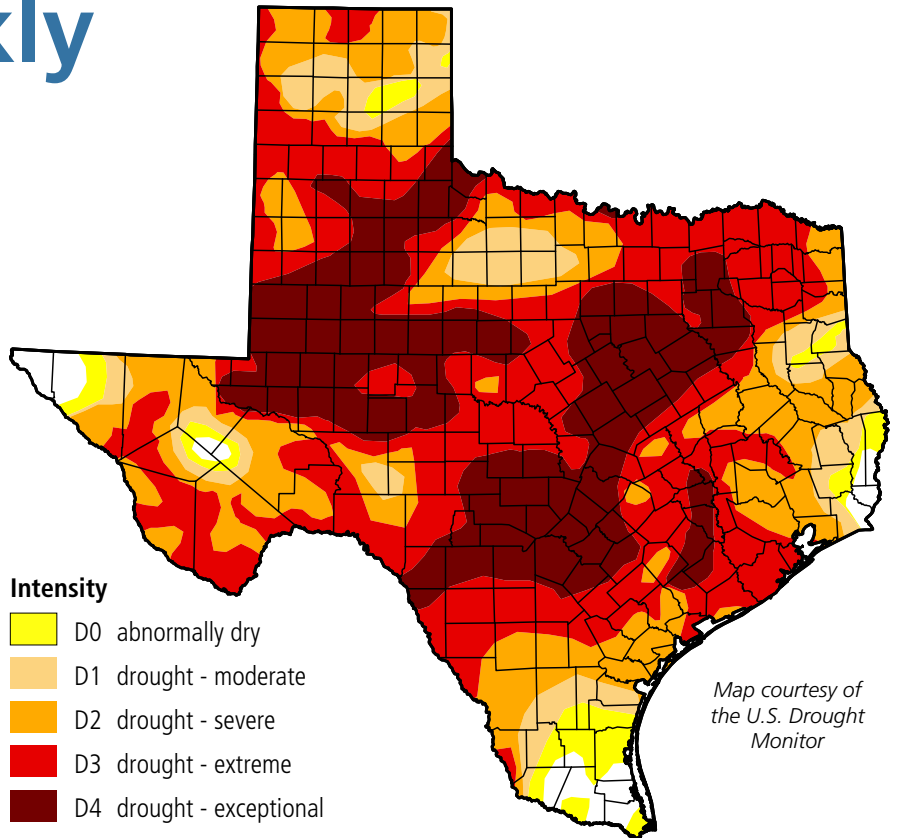 kly
Intensity
D0 abnormally dry
D1 drought - moderate
D2 drought - severe
D3 drought - extreme
D4 drought - exceptional
Map courtesy of
the U.S. Drought
Monitor